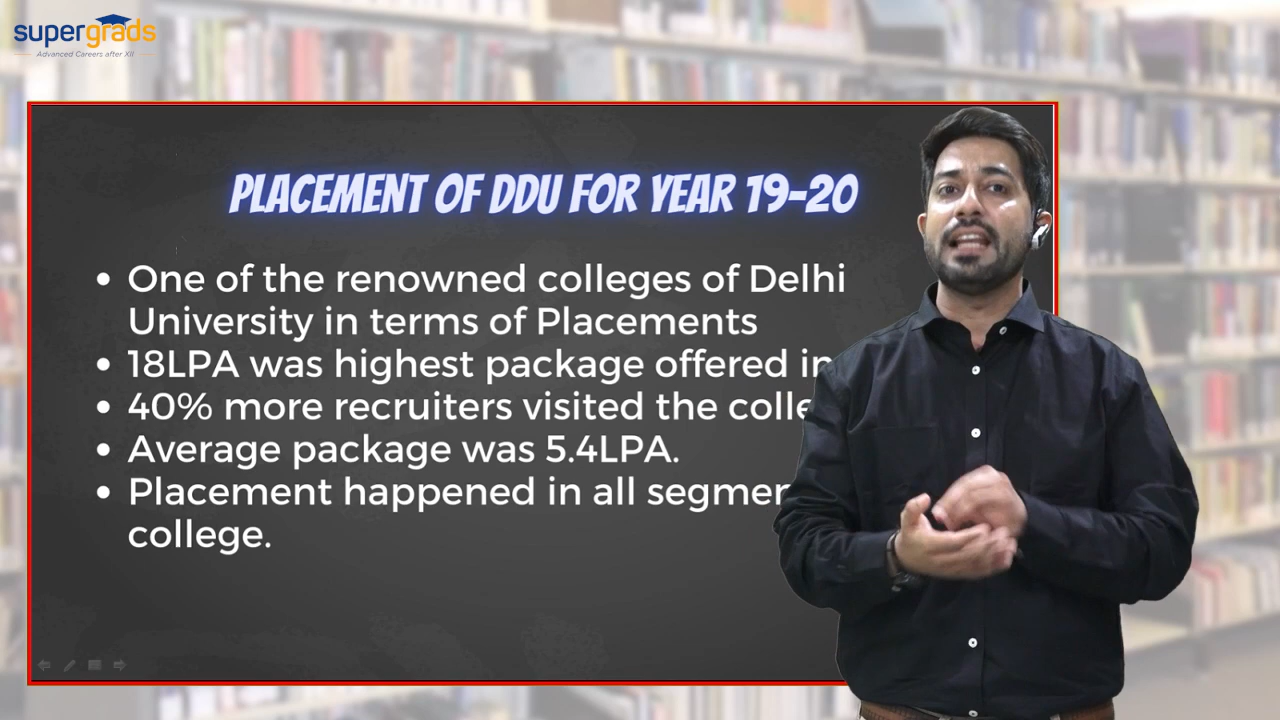 supergrads
Advanced Careers after XII
PLACEMENT OF DDU FOR YEAR 19-20
• One of the renowned colleges of Delhi
University in terms of Placements
• 18LPA was highest package offered in
• 40% more recruiters visited the
• Average package was 5.4LPA.
• Placement happened in all
college.